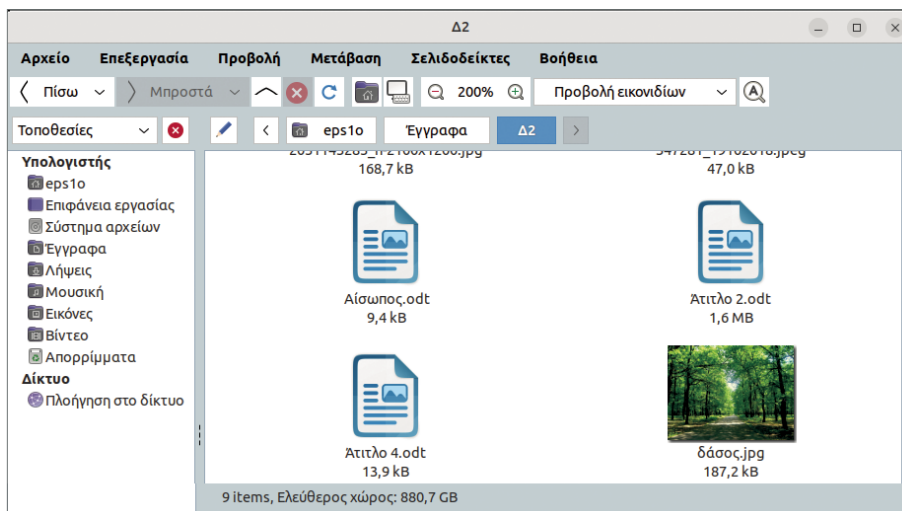 Δ2
Αρχείο Επεξεργασία Προβολή Μετάβαση Σελιδοδείκτες Βοήθεια
Πίσω Μπροστά 200% Προβολή εικονιδίων
Τοποθεσίες eps1o Έγγραφα Δ2
Υπολογιστής
eps1o
Επιφάνεια εργασίας
Σύστημα αρχείων
Έγγραφα
Λήψεις
Μουσική
Εικόνες
Βίντεο
Απορρίμματα
Δίκτυο
Πλοήγηση στο δίκτυο
168,7 kB 47,0 kB
Αίσωπος.odt Άτιτλο 2.odt
9,4 kB 1,6 MB
Άτιτλο 4.odt δάσος.jpg
13,9 kB 187,2 kB
9 items, Ελεύθερος χώρος: 880,7 GB